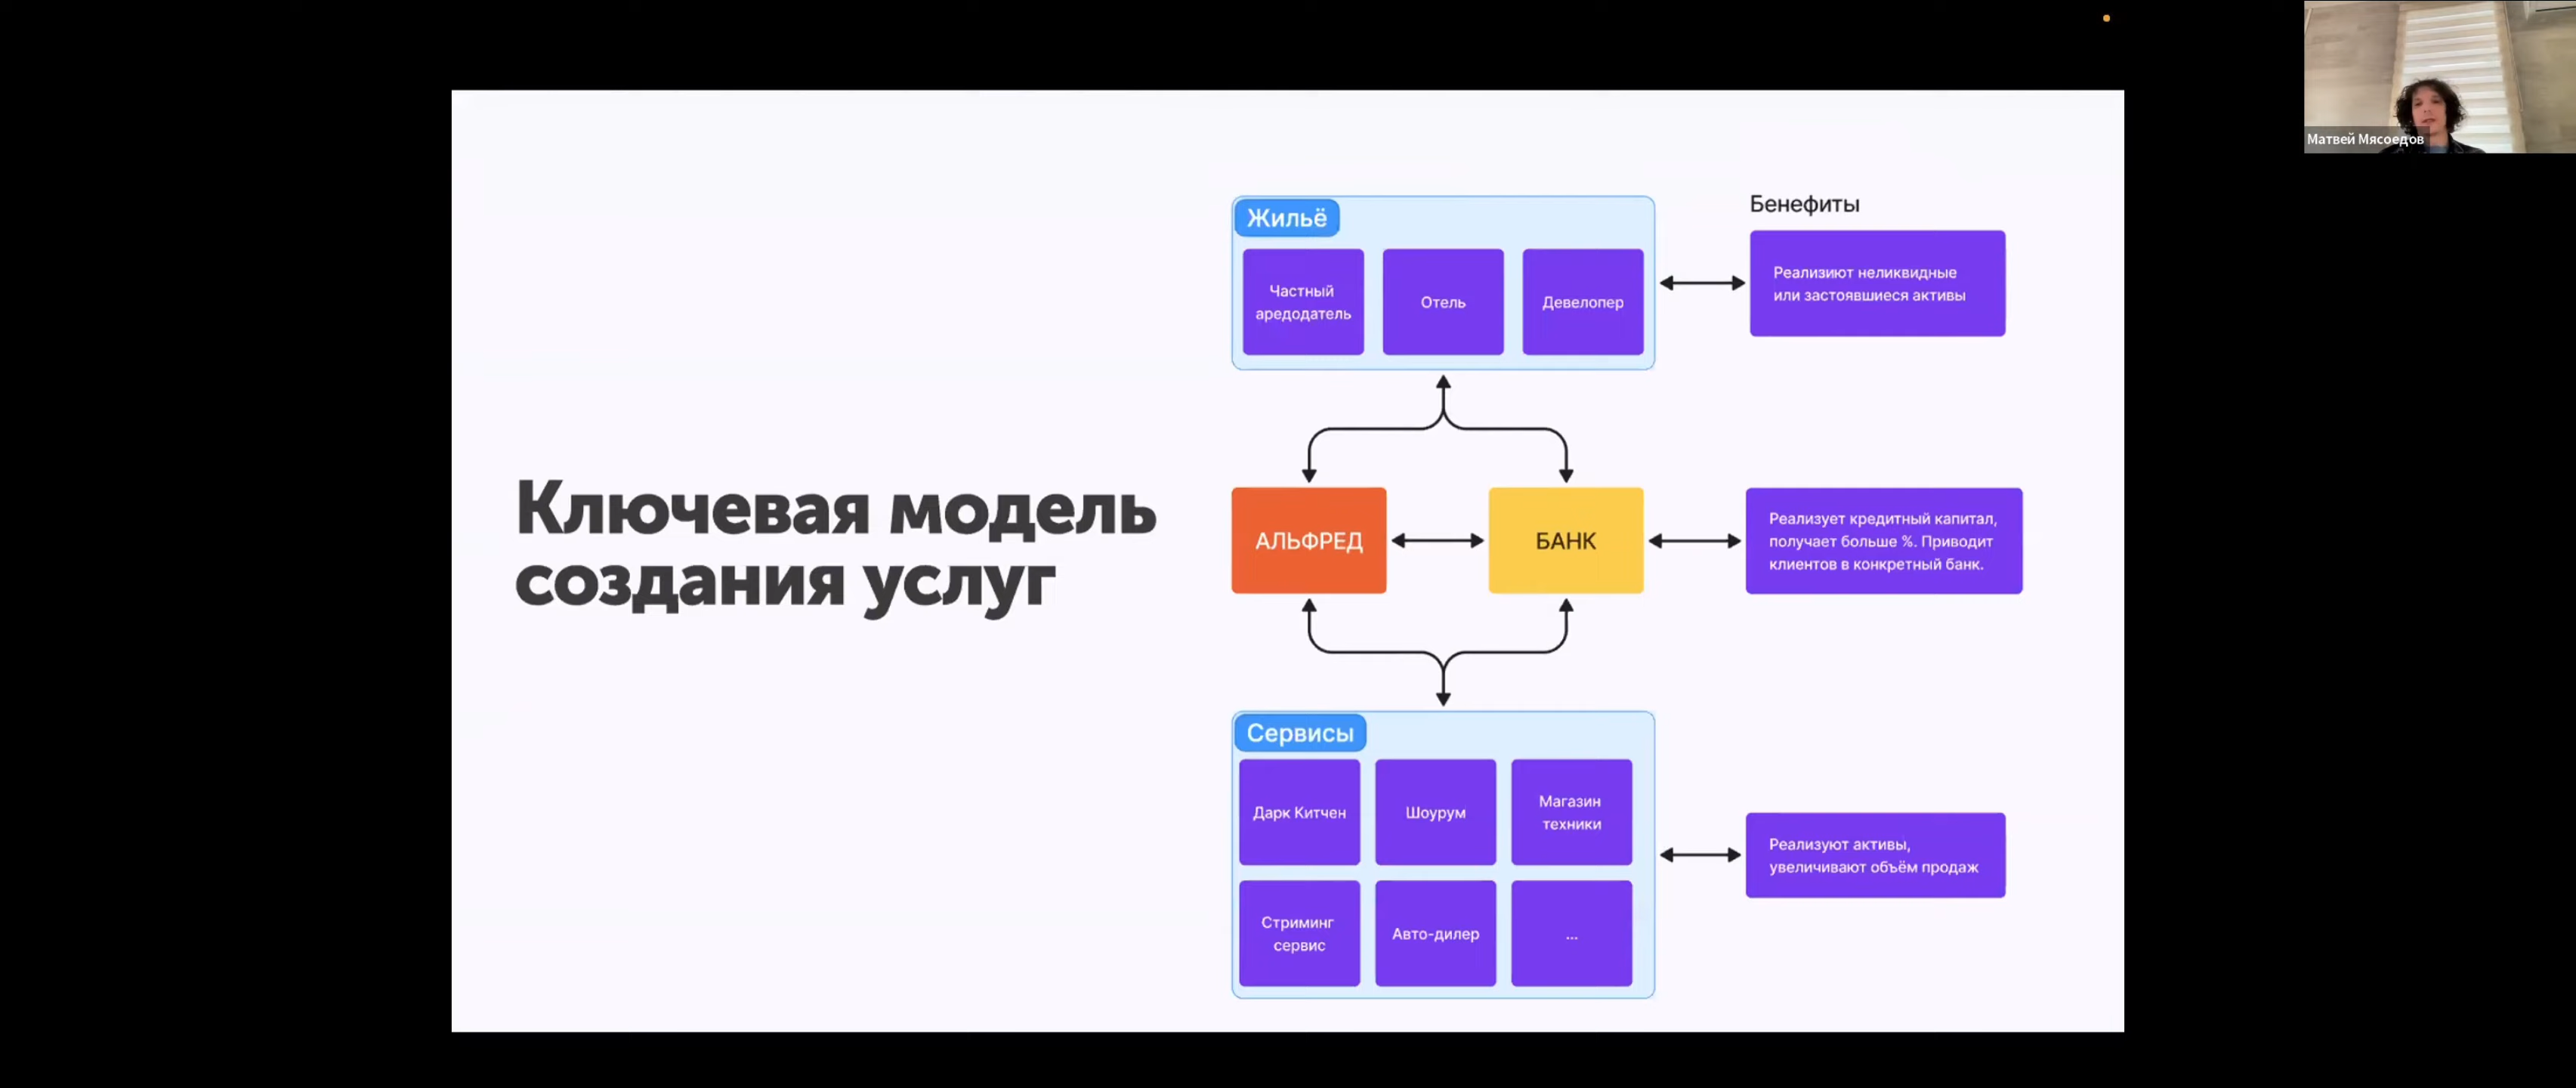 Матвей Мясоедов
Ключевая модель
создания услуг
Жильё
Частный
аредодатель
Отель
Девелопер
Бенефиты
Реализиют неликвидные
или застоявшиеся активы
АЛЬФРЕД
БАНК
Реализует кредитный капитал,
получает больше %. Приводит
клиентов в конкретный банк.
Сервисы
Дарк Китчен
Шоурум
Магазин
техники
Стриминг
сервис
Авто-дилер
...
Реализуют активы,
увеличивают объём продаж